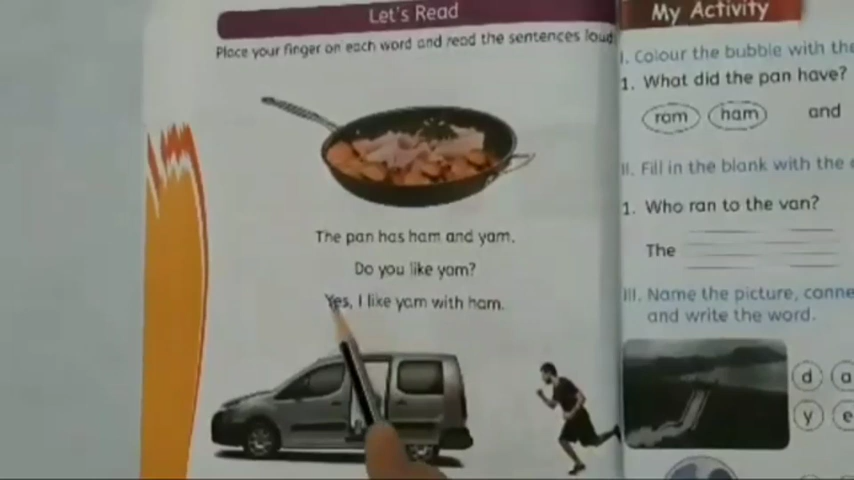 Let's Read
Place your finger on each word and read the sentences loud
The pan has ham and yam.
Do you like yam?
Yes, I like yam with ham.
My Activity
I. Colour the bubble with the
1. What did the pan have?
ram ham and
II. Fill in the blank with the
1. Who ran to the van?
The
III. Name the picture, conne
and write the word.
d a
y e